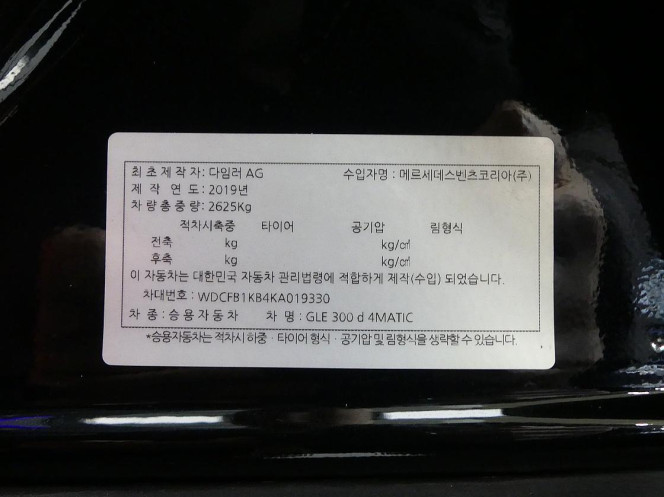 최초제작자: 다임러 AG 수입자명 : 메르세데스벤츠코리아(주)
제 작 연 도 : 2019년
차량총중량: 2625Kg
적차시축중 타이어 공기압 림형식
전축 kg kg/㎠
후축 kg kg/㎠
이 자동차는 대한민국 자동차 관리법령에 적합하게 제작(수입) 되었습니다.
차대번호 : WDCFB1KB4KA019330
차 종 : 승용자동차 차 명 : GLE 300 d 4MATIC
*승용자동차는 적차시 하중 · 타이어 형식 · 공기압 및 림형식을 생략할 수 있습니다.